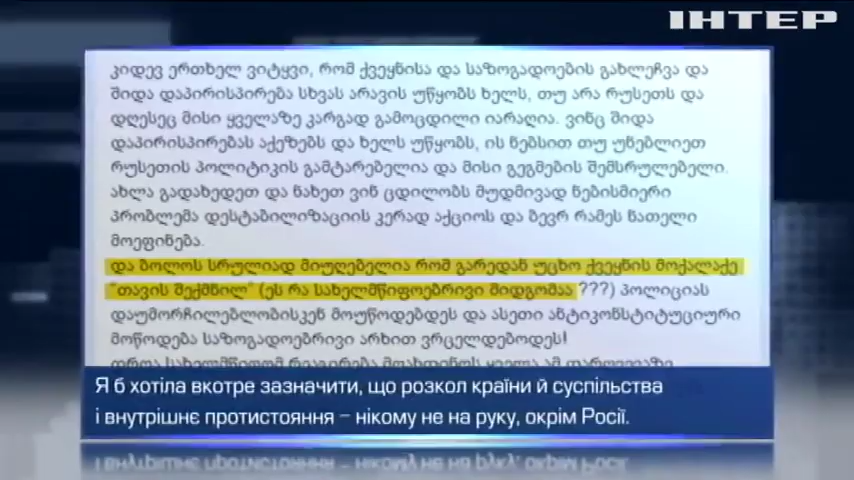 ІНТЕР
კიდევ ერთხელ ვიტყვი, რომ ქვეყნისა და საზოგადოების გახლეჩვა და
შიდა დაპირისპირება სხვას არავის უწყობს ხელს, თუ არა რუსეთს და
დღესეც მისი ყველაზე კარგად გამოცდილი იარაღია. ვინც შიდა
დაპირისპირებას აქეზებს და ხელს უწყობს, ის ნებსით თუ უნებლიეთ
რუსეთის პოლიტიკის გამტარებელია და მისი გეგმების შემსრულებელი.
ახლა გადახედეთ და ნახეთ ვინ ცდილობს მუდმივად ნებისმიერი
პრობლემა დესტაბილიზაციის კერად აქციოს და ბევრ რამეს ნათელი
მოეფინება.
და ბოლოს სრულიად მიუღებელია რომ გარედან უცხო ქვეყნის მოქალაქე
"თავის შექმნილ" (ეს რა სახელმწიფოებრივი მიდგომაა ???) პოლიციას
დაუმორჩილებლობისკენ მოუწოდებდეს და ასეთი ანტიკონსტიტუციური
მოწოდება საზოგადოებრივი არხით ვრცელდებოდეს!
Я б хотіла вкотре зазначити, що розкол країни й суспільства
і внутрішнє протистояння – нікому не на руку, окрім Росії.